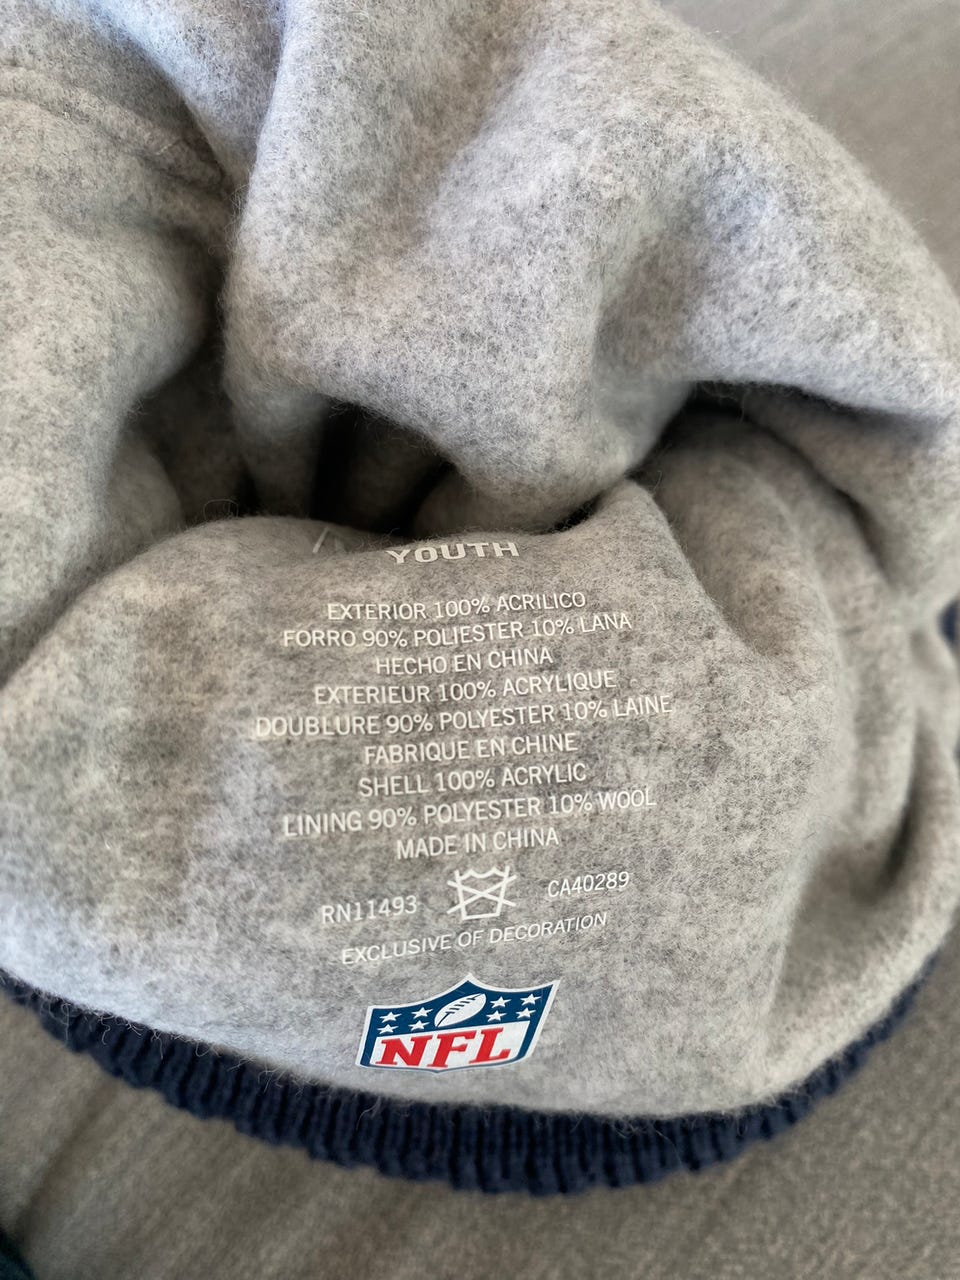 YOUTH
EXTERIOR 100% ACRILICO
FORRO 90% POLIESTER 10% LANA
HECHO EN CHINA
EXTERIEUR 100% ACRYLIQUE
DOUBLURE 90% POLYESTER 10% LAINE
FABRIQUE EN CHINE
SHELL 100% ACRYLIC
LINING 90% POLYESTER 10% WOOL
MADE IN CHINA
RN11493 CA40289
EXCLUSIVE OF DECORATION
NFL